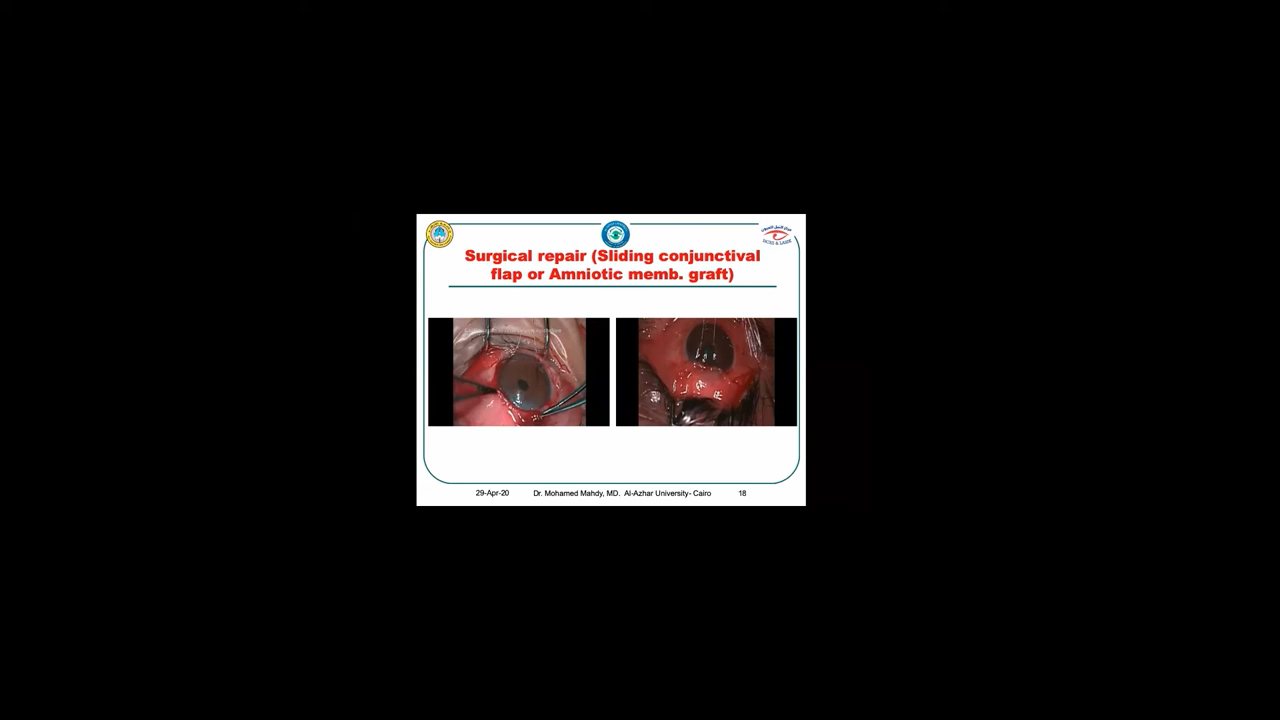 Surgical repair (Sliding conjunctival
flap or Amniotic memb. graft)
29-Apr-20
Dr. Mohamed Mahdy, MD. Al-Azhar University- Cairo
18